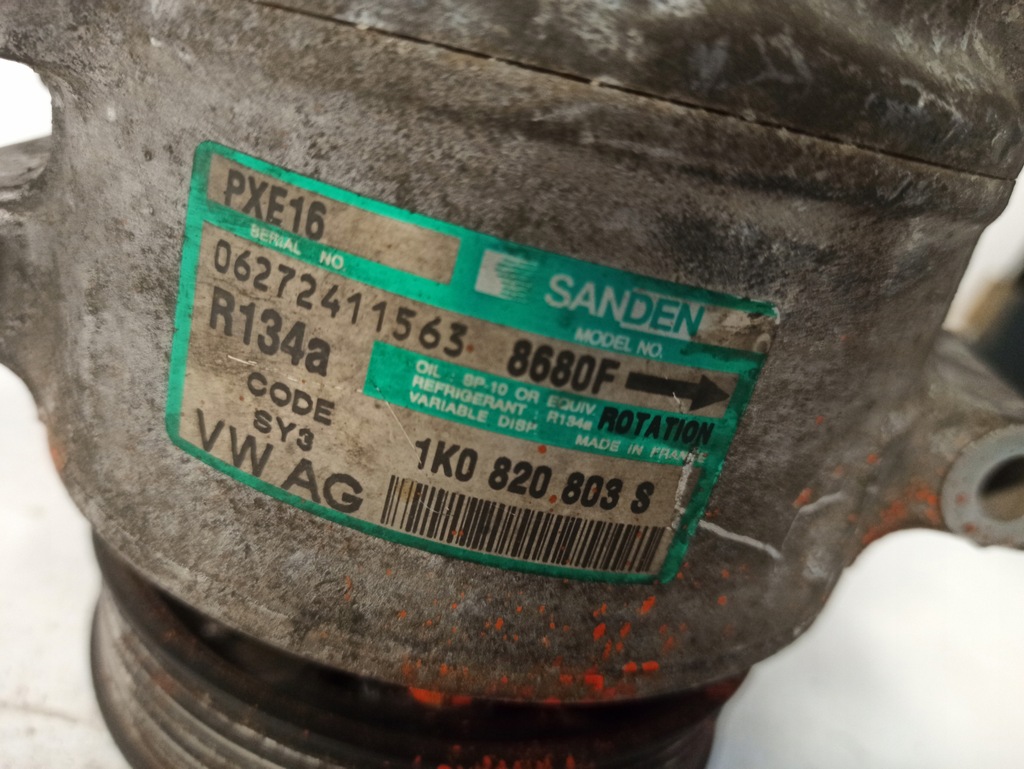 PXE16
SERIAL NO.
SANDEN
06272411563
MODEL NO.
8680F
R134a
OIL : SP-10 OR EQUIV.
REFRIGERANT : R134a
VARIABLE DISP.
ROTATION
MADE IN FRANCE
CODE
SY3
1K0 820 803 S
VW AG